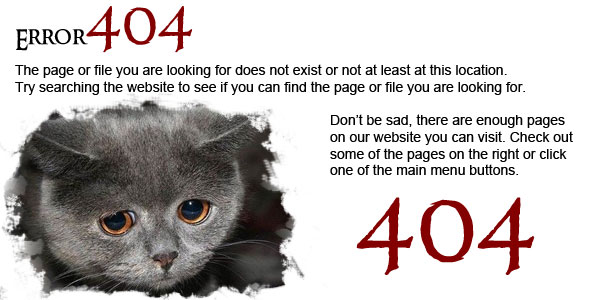 Error 404
The page or file you are looking for does not exist or not at least at this location.
Try searching the website to see if you can find the page or file you are looking for.
Don't be sad, there are enough pages
on our website you can visit. Check out
some of the pages on the right or click
one of the main menu buttons.
404